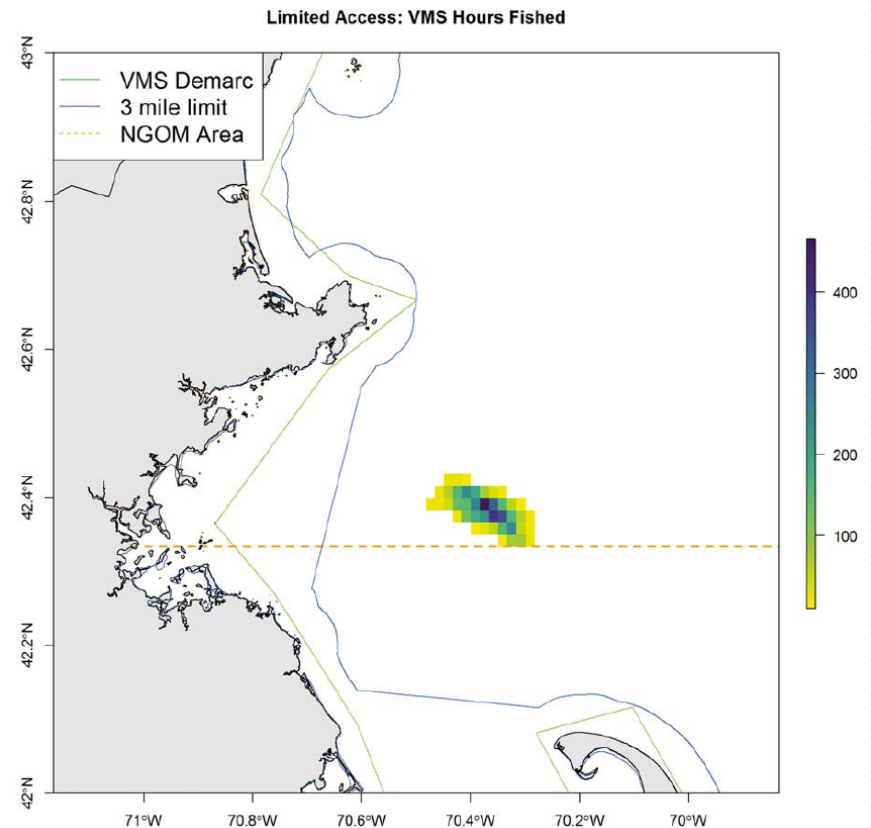 Limited Access: VMS Hours Fished
VMS Demarc
3 mile limit
NGOM Area
43°N
42.8°N
42.6°N
42.4°N
42.2°N
42°N
71°W
70.8°W
70.6°W
70.4°W
70.2°W
70°W
400
300
200
100